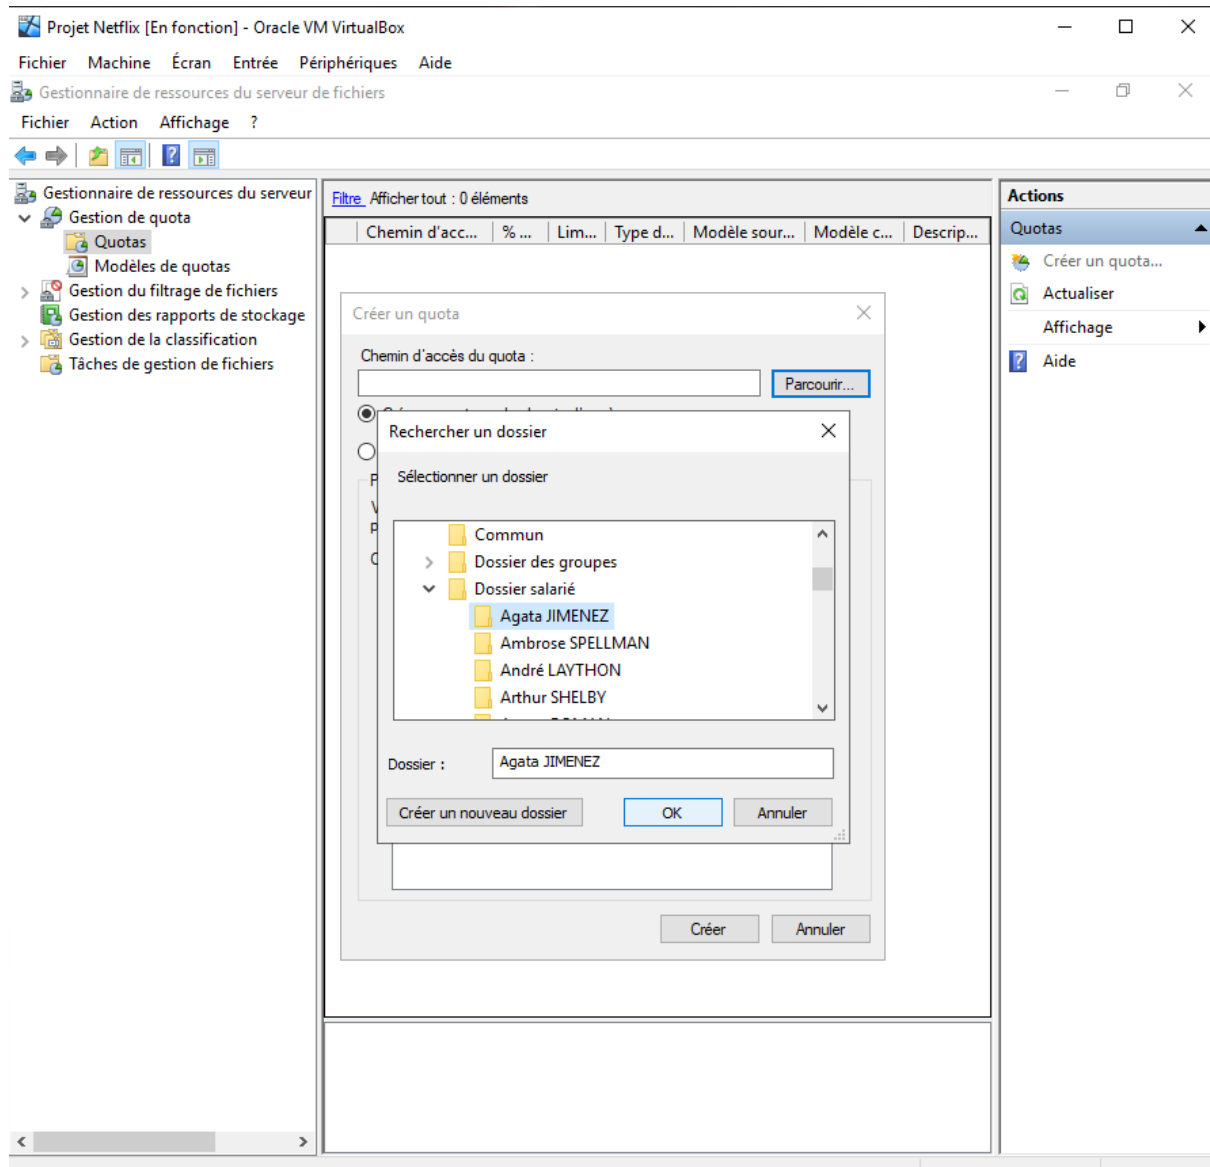 Projet Netflix [En fonction] - Oracle VM VirtualBox
Fichier Machine Écran Entrée Périphériques Aide
Gestionnaire de ressources du serveur de fichiers
Fichier Action Affichage ?
Gestionnaire de ressources du serveur
Gestion de quota
Quotas
Modèles de quotas
Gestion du filtrage de fichiers
Gestion des rapports de stockage
Gestion de la classification
Tâches de gestion de fichiers
Filtre Afficher tout : 0 éléments
Chemin d'acc... % ... Lim... Type d... Modèle sour... Modèle c... Descrip...
Créer un quota
Chemin d'accès du quota :
Parcourir...
Rechercher un dossier
Sélectionner un dossier
Commun
Dossier des groupes
Dossier salarié
Agata JIMENEZ
Ambrose SPELLMAN
André LAYTHON
Arthur SHELBY
Dossier : Agata JIMENEZ
Créer un nouveau dossier OK Annuler
Créer Annuler
Actions
Quotas
Créer un quota...
Actualiser
Affichage
Aide